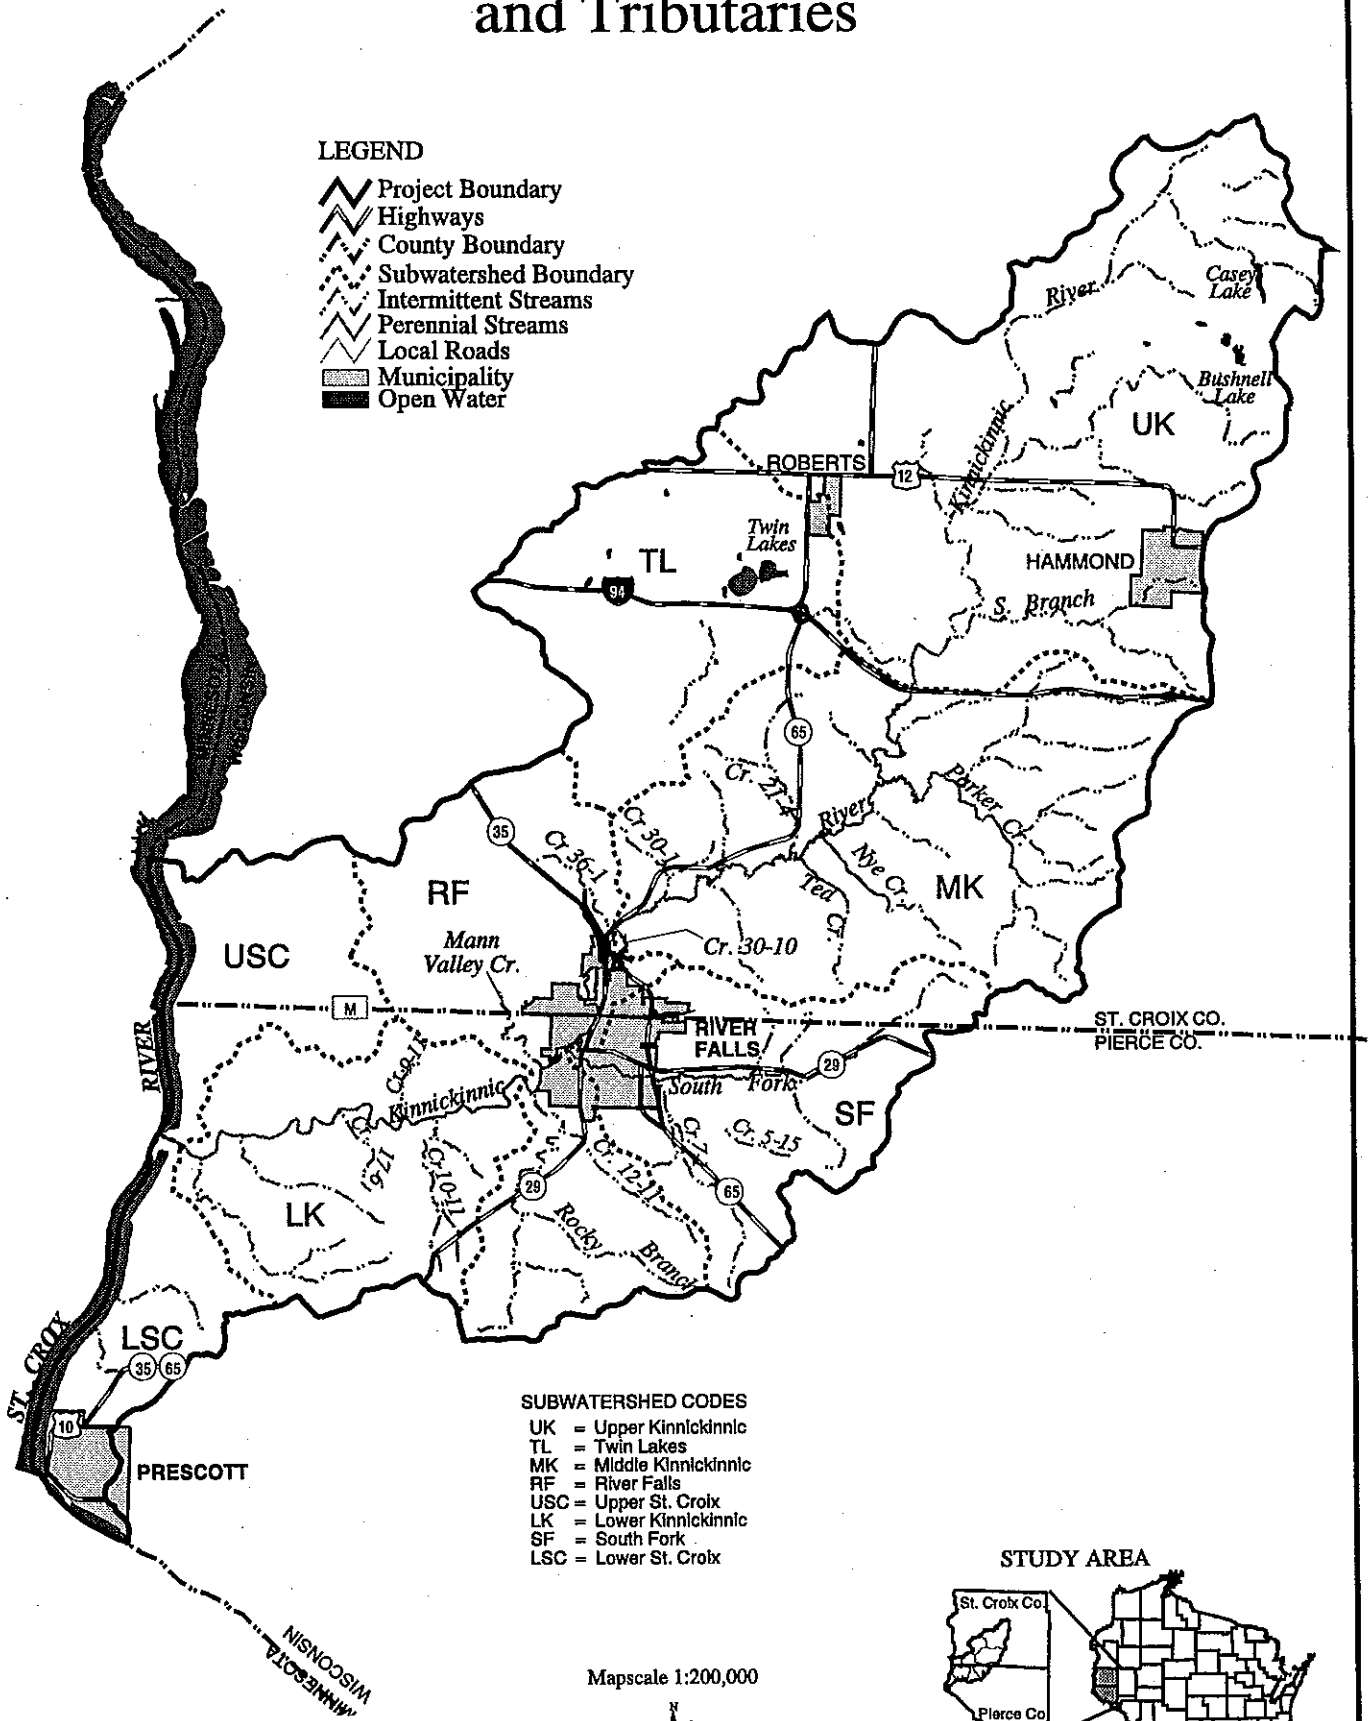 and Tributaries
LEGEND
Project Boundary
Highways
County Boundary
Subwatershed Boundary
Intermittent Streams
Perennial Streams
Local Roads
Municipality
Open Water
Casey
Lake
River
Bushnell
Lake
UK
Kinnickinnic
ROBERTS
12
Twin
Lakes
TL
HAMMOND
94
S. Branch
65
Cr. 21-4
Parker Cr.
River
35
Cr 30-1
Cr 36-1
Nye Cr.
Ted Cr.
MK
RF
Mann
Valley Cr.
Cr. 30-10
USC
M
RIVER
FALLS
ST. CROIX CO.
PIERCE CO.
RIVER
29
South Fork
Kinnickinnic
SF
Cr. 5-15
17-6
Cr 10-11
Cr. 12-11
29
65
LK
Rocky Branch
LSC
35
65
ST. CROIX
10
PRESCOTT
SUBWATERSHED CODES
UK = Upper Kinnickinnic
TL = Twin Lakes
MK = Middle Kinnickinnic
RF = River Falls
USC = Upper St. Croix
LK = Lower Kinnickinnic
SF = South Fork
LSC = Lower St. Croix
STUDY AREA
St. Croix Co.
Pierce Co
WISCONSIN
MINNESOTA
Mapscale 1:200,000
N